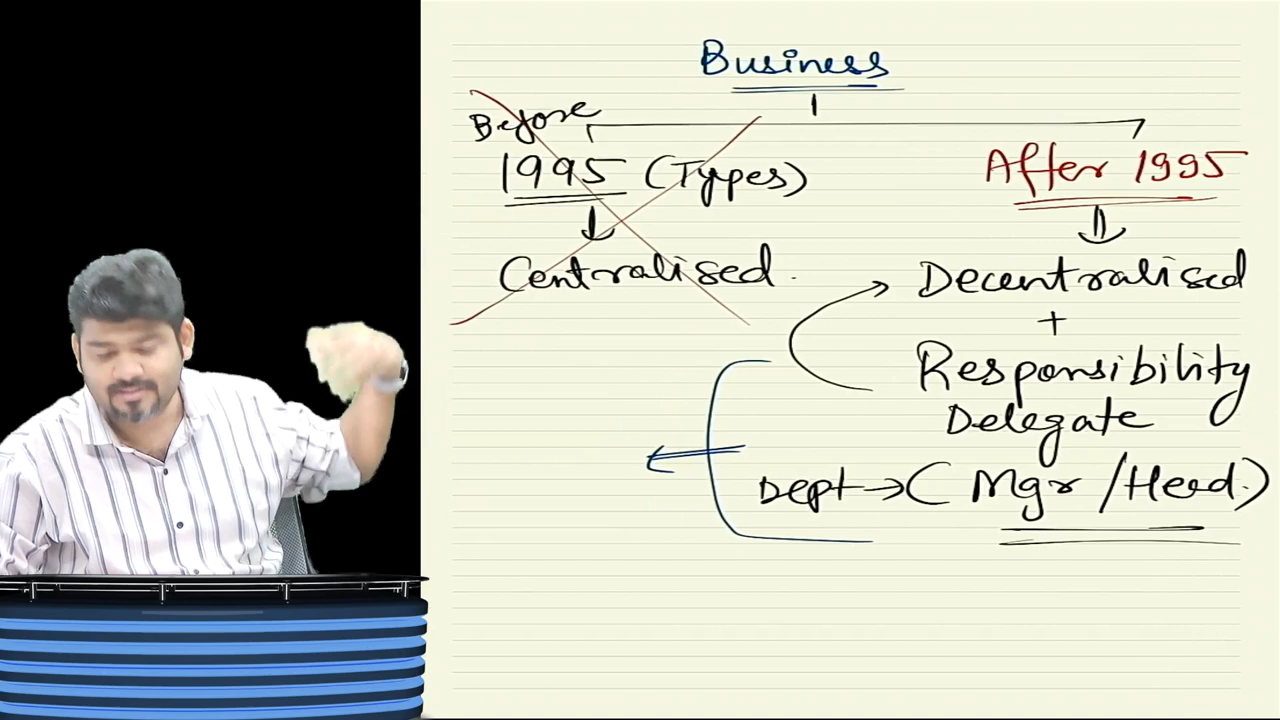 Business
Before
1995 (Types)
After 1995
Centralised.
Decentralised
+
Responsibility
Delegate
Dept → (Mgr / Head.)